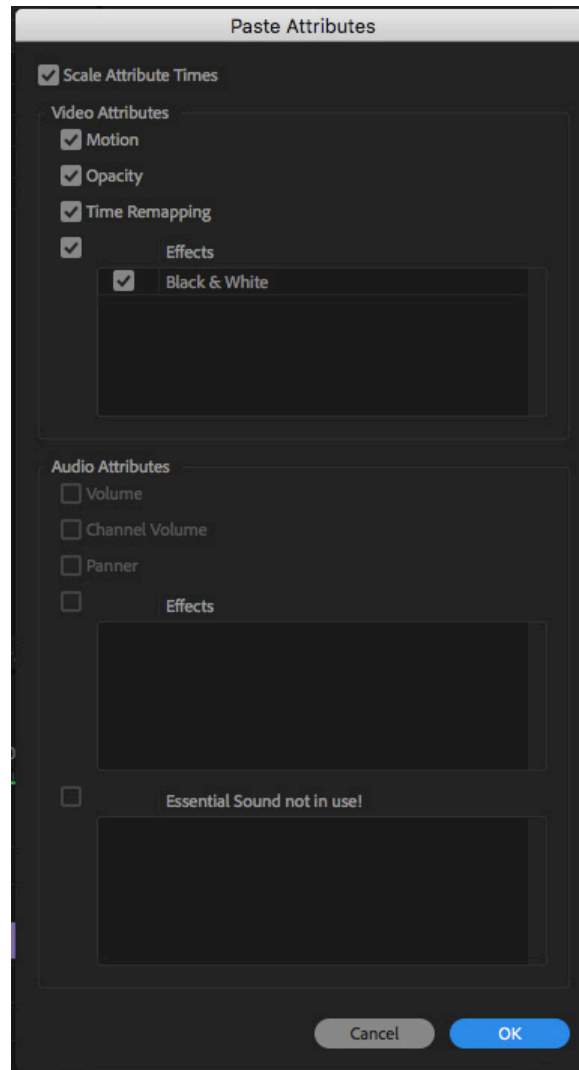 Paste Attributes
Scale Attribute Times
Video Attributes
Motion
Opacity
Time Remapping
Effects
Black & White
Audio Attributes
Volume
Channel Volume
Panner
Effects
Essential Sound not in use!
Cancel OK